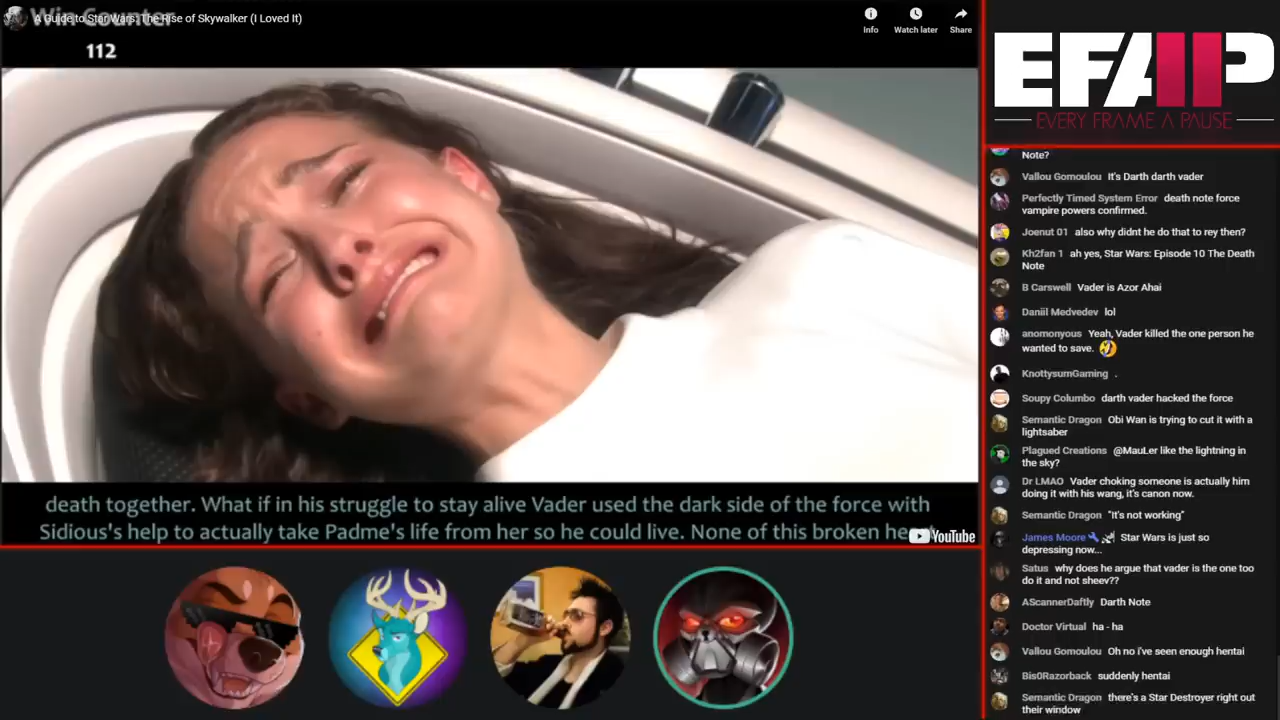 Win Counter
A Guide to Star Wars: The Rise of Skywalker (I Loved It)
112
Info
Watch later
Share
EFAP
EVERY FRAME A PAUSE
death together. What if in his struggle to stay alive Vader used the dark side of the force with
Sidious's help to actually take Padme's life from her so he could live. None of this broken
YouTube
Note?
Vallou Gomoulou It's Darth darth vader
Perfectly Timed System Error death note force
vampire powers confirmed.
Joenut 01 also why didnt he do that to rey then?
Kh2fan 1 ah yes, Star Wars: Episode 10 The Death
Note
B Carswell Vader is Azor Ahai
Daniil Medvedev lol
anomonyous Yeah, Vader killed the one person he
wanted to save.
KnottysumGaming .
Soupy Columbo darth vader hacked the force
Semantic Dragon Obi Wan is trying to cut it with a
lightsaber
Plagued Creations @MauLer like the lightning in
the sky?
Dr LMAO Vader choking someone is actually him
doing it with his wang, it's canon now.
Semantic Dragon "It's not working"
James Moore Star Wars is just so
depressing now...
Satus why does he argue that vader is the one too
do it and not sheev??
AScannerDaftly Darth Note
Doctor Virtual ha - ha
Vallou Gomoulou Oh no i've seen enough hentai
Bis0Razorback suddenly hentai
Semantic Dragon there's a Star Destroyer right out
their window